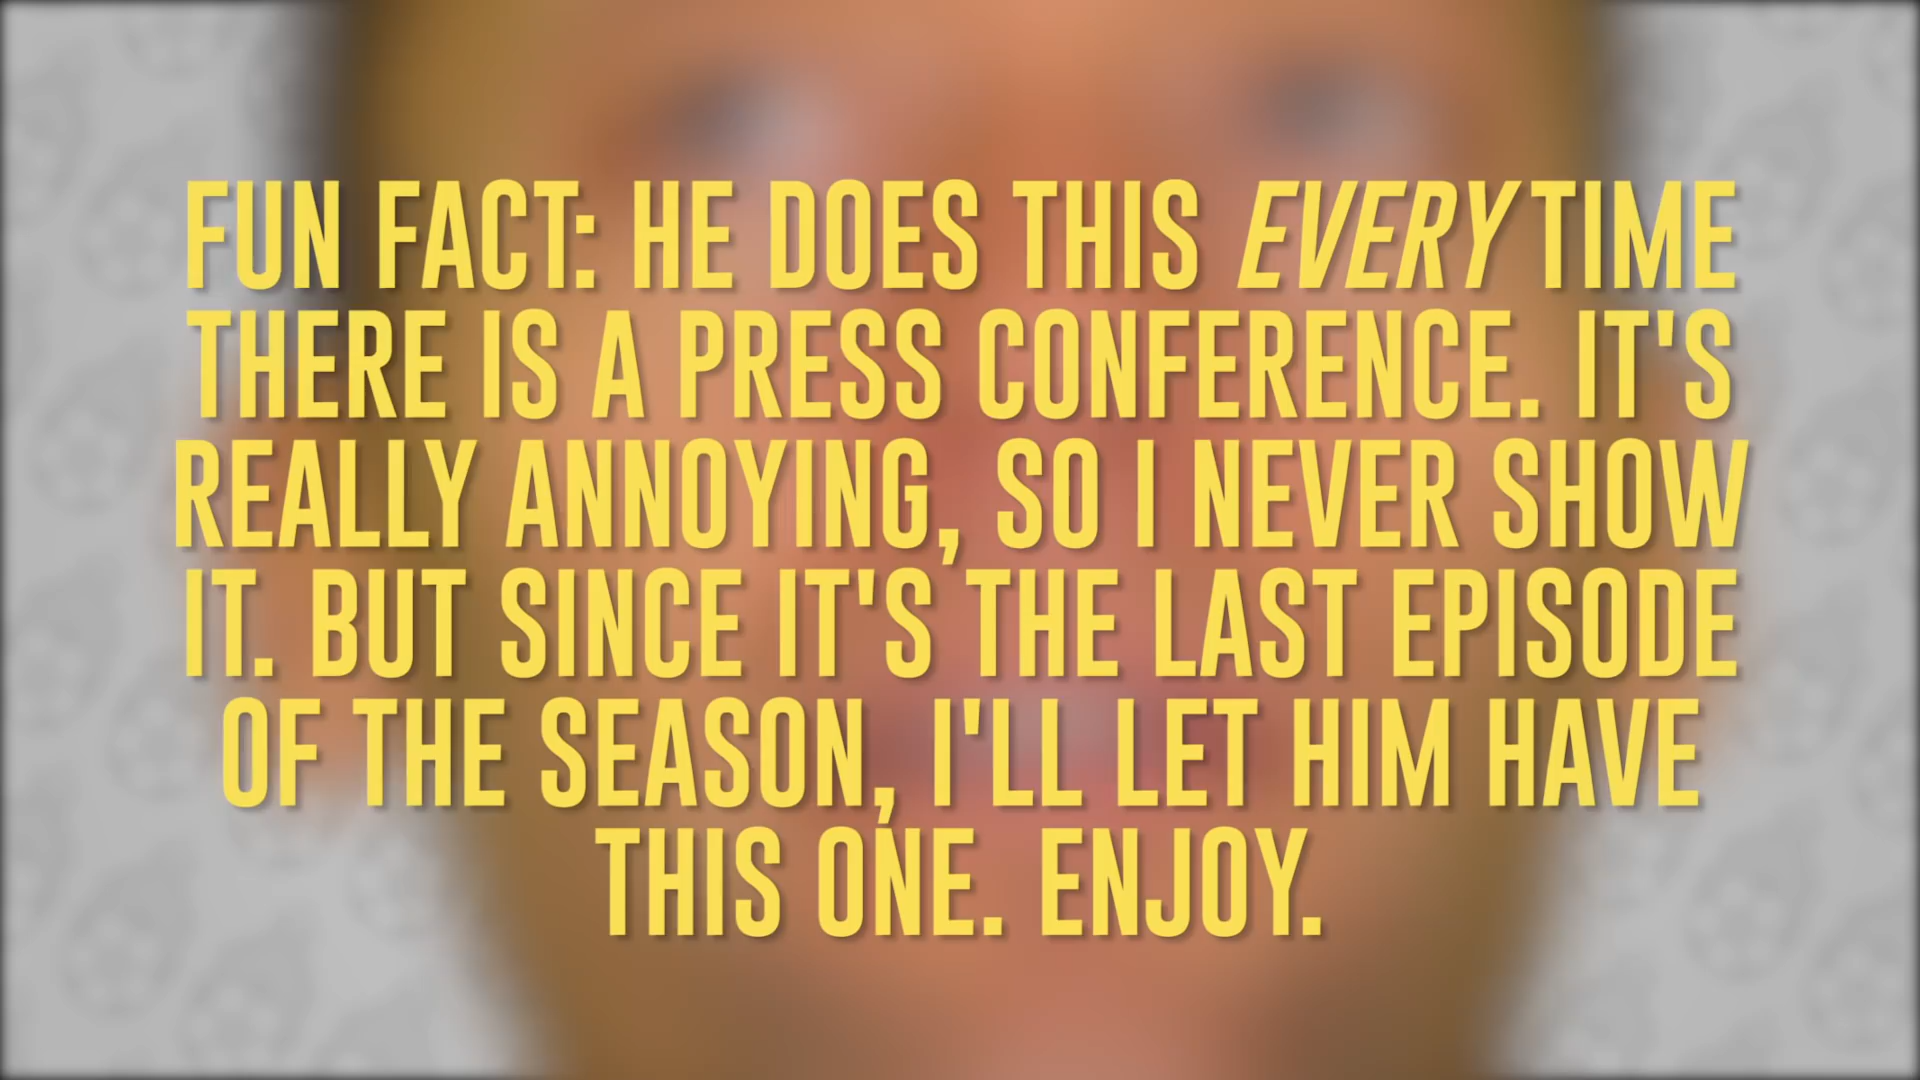 FUN FACT: HE DOES THIS EVERY TIME
THERE IS A PRESS CONFERENCE. IT'S
REALLY ANNOYING, SO I NEVER SHOW
IT. BUT SINCE IT'S THE LAST EPISODE
OF THE SEASON, I'LL LET HIM HAVE
THIS ONE. ENJOY.